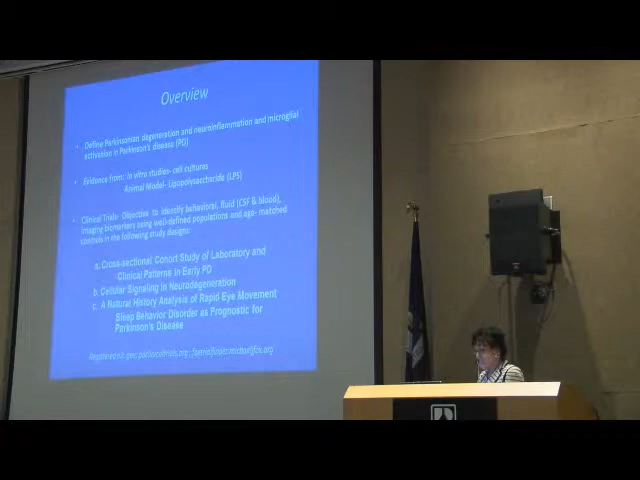 Overview
• Define Parkinsonian degeneration and neuroinflammation and microglial
activation in Parkinson's disease (PD)
• Evidence from: In vitro studies- cell cultures
Animal Model- Lipopolysaccharide (LPS)
• Clinical Trials- Objective to identify behavioral, fluid (CSF & blood),
imaging biomarkers using well-defined populations and age- matched
controls in the following study designs:
a. Cross-sectional Cohort Study of Laboratory and
Clinical Patterns in Early PD
b. Cellular Signaling in Neurodegeneration
c. A Natural History Analysis of Rapid Eye Movement
Sleep Behavior Disorder as Prognostic for
Parkinson's Disease